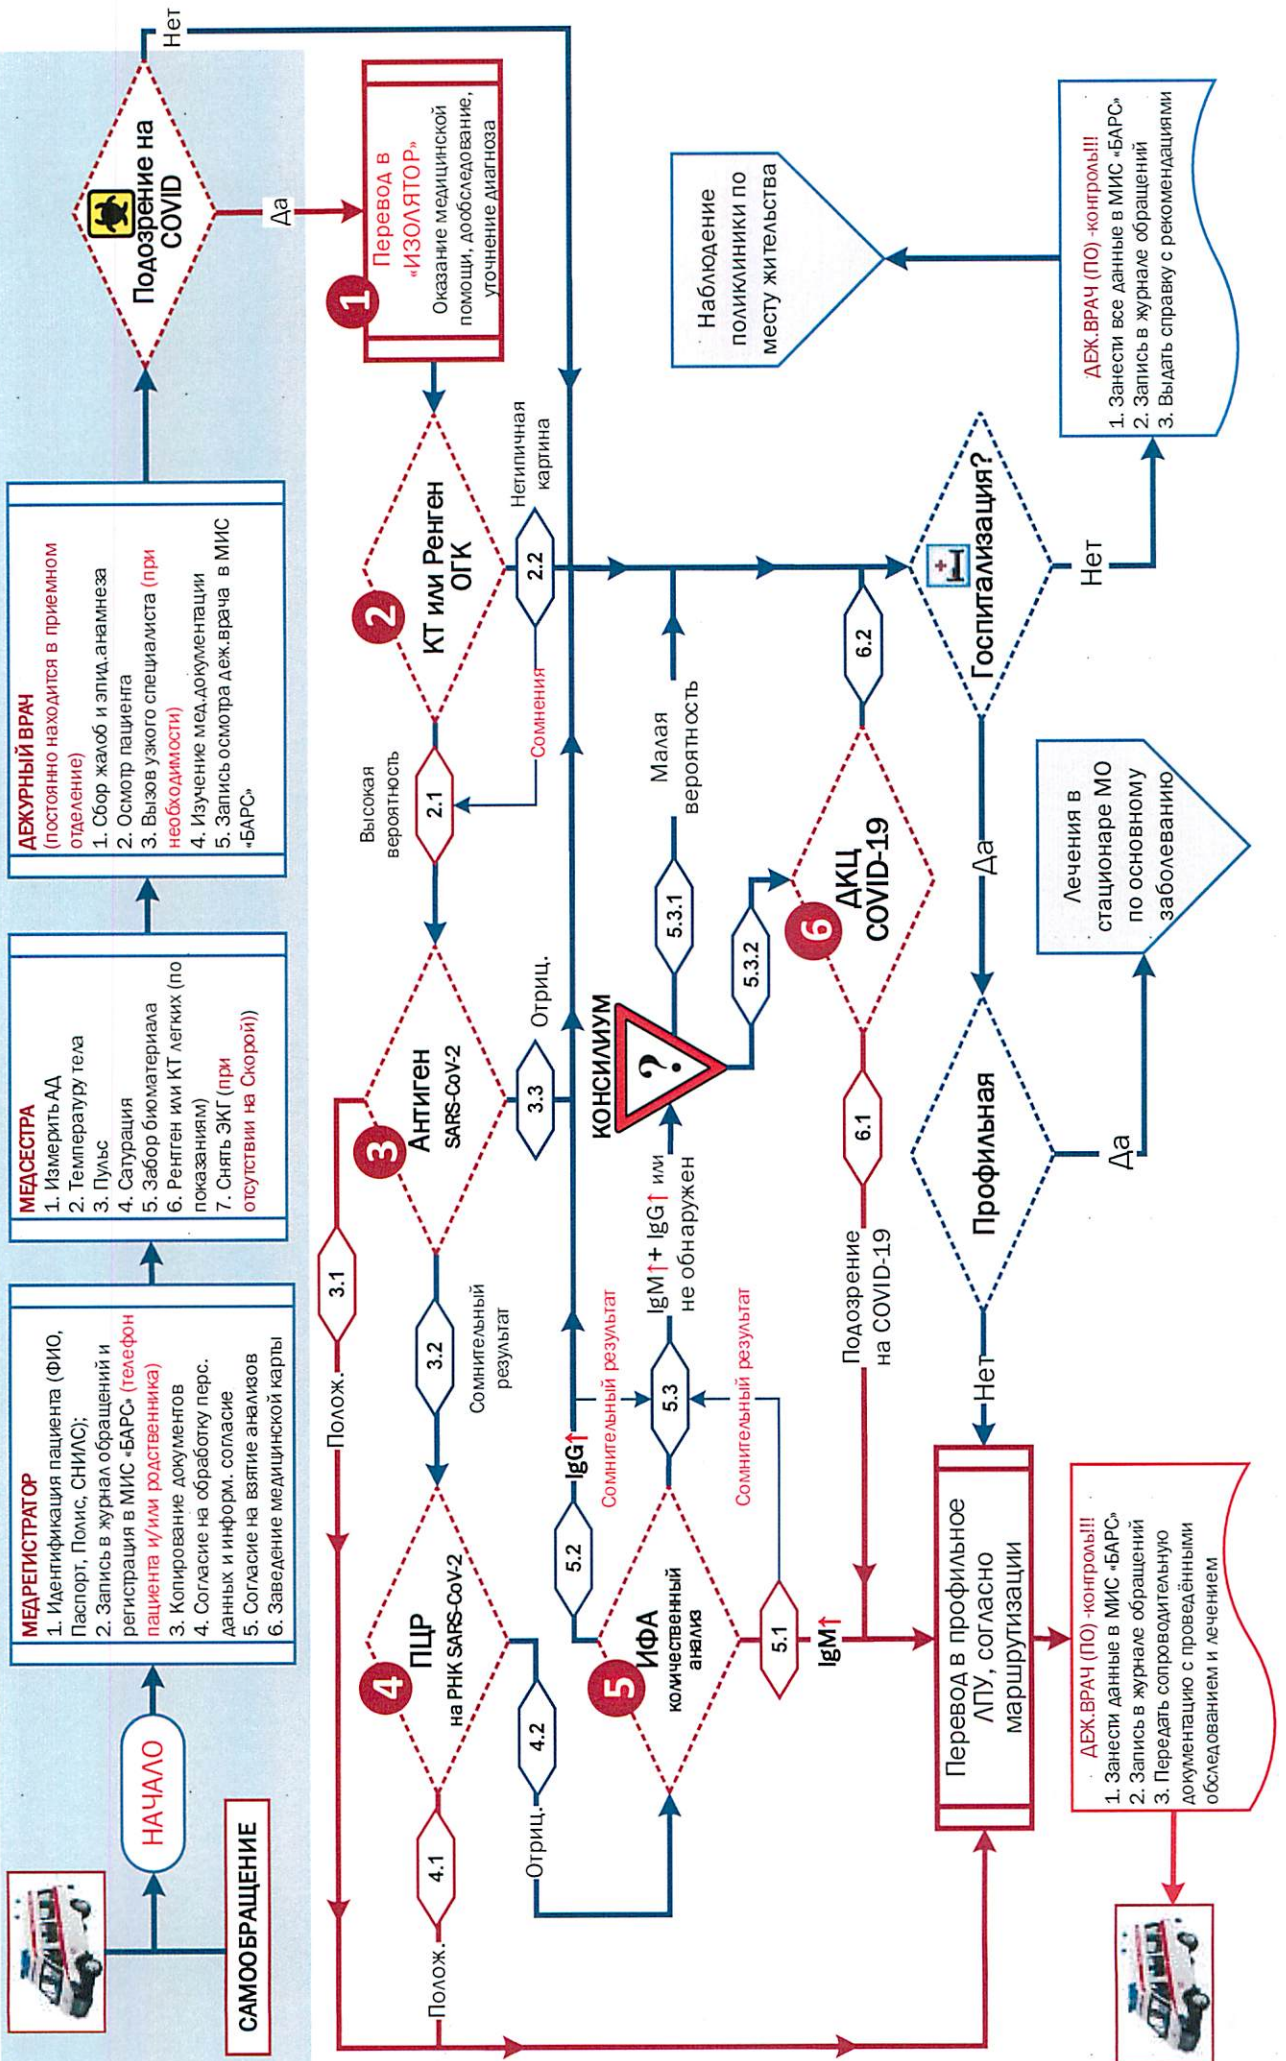 САМООБРАЩЕНИЕ
НАЧАЛО
МЕДРЕГИСТРАТОР
1. Идентификация пациента (ФИО,
Паспорт, Полис, СНИЛС);
2. Запись в журнал обращений и
регистрация в МИС «БАРС» (телефон
пациента и/или родственника)
3. Копирование документов
4. Согласие на обработку перс.
данных и информ. согласие
5. Согласие на взятие анализов
6. Заведение медицинской карты
МЕДСЕСТРА
1. Измерить АД
2. Температуру тела
3. Пульс
4. Сатурация
5. Забор биоматериала
6. Рентген или КТ легких (по
показаниям)
7. Снять ЭКГ (при
отсутствии на Скорой))
ДЕЖУРНЫЙ ВРАЧ
(постоянно находится в приемном
отделение)
1. Сбор жалоб и эпид.анамнеза
2. Осмотр пациента
3. Вызов узкого специалиста (при
необходимости)
4. Изучение мед.документации
5. Запись осмотра деж.врача в МИС
«БАРС»
Подозрение на
COVID
Нет
Да
1
Перевод в
«ИЗОЛЯТОР»
Оказание медицинской
помощи, дообследование,
уточнение диагноза
2
КТ или Ренген
ОГК
2.2
Нетипичная
картина
Сомнения
2.1
Высокая
вероятность
3
Антиген
SARS-CoV-2
3.1
Полож.
3.3
Отриц.
3.2
Сомнительный
результат
4
ПЦР
на РНК SARS-CoV-2
4.1
Полож.
4.2
Отриц.
5
ИФА
количественный
анализ
5.2
IgG↑
Сомнительный результат
5.3
IgM↑+ IgG↑ или
не обнаружен
Сомнительный результат
5.1
IgM↑
КОНСИЛИУМ
?
5.3.1
Малая
вероятность
5.3.2
6
ДКЦ
COVID-19
6.2
6.1
Подозрение
на COVID-19
Госпитализация?
Нет
Да
Профильная
Да
Нет
Лечения в
стационаре МО
по основному
заболеванию
Наблюдение
поликлиники по
месту жительства
ДЕЖ.ВРАЧ (ПО) -контроль!!!
1. Занести все данные в МИС «БАРС»
2. Запись в журнале обращений
3. Выдать справку с рекомендациями
Перевод в профильное
ЛПУ, согласно
маршрутизации
ДЕЖ.ВРАЧ (ПО) -контроль!!!
1. Занести данные в МИС «БАРС»
2. Запись в журнале обращений
3. Передать сопроводительную
документацию с проведёнными
обследованием и лечением